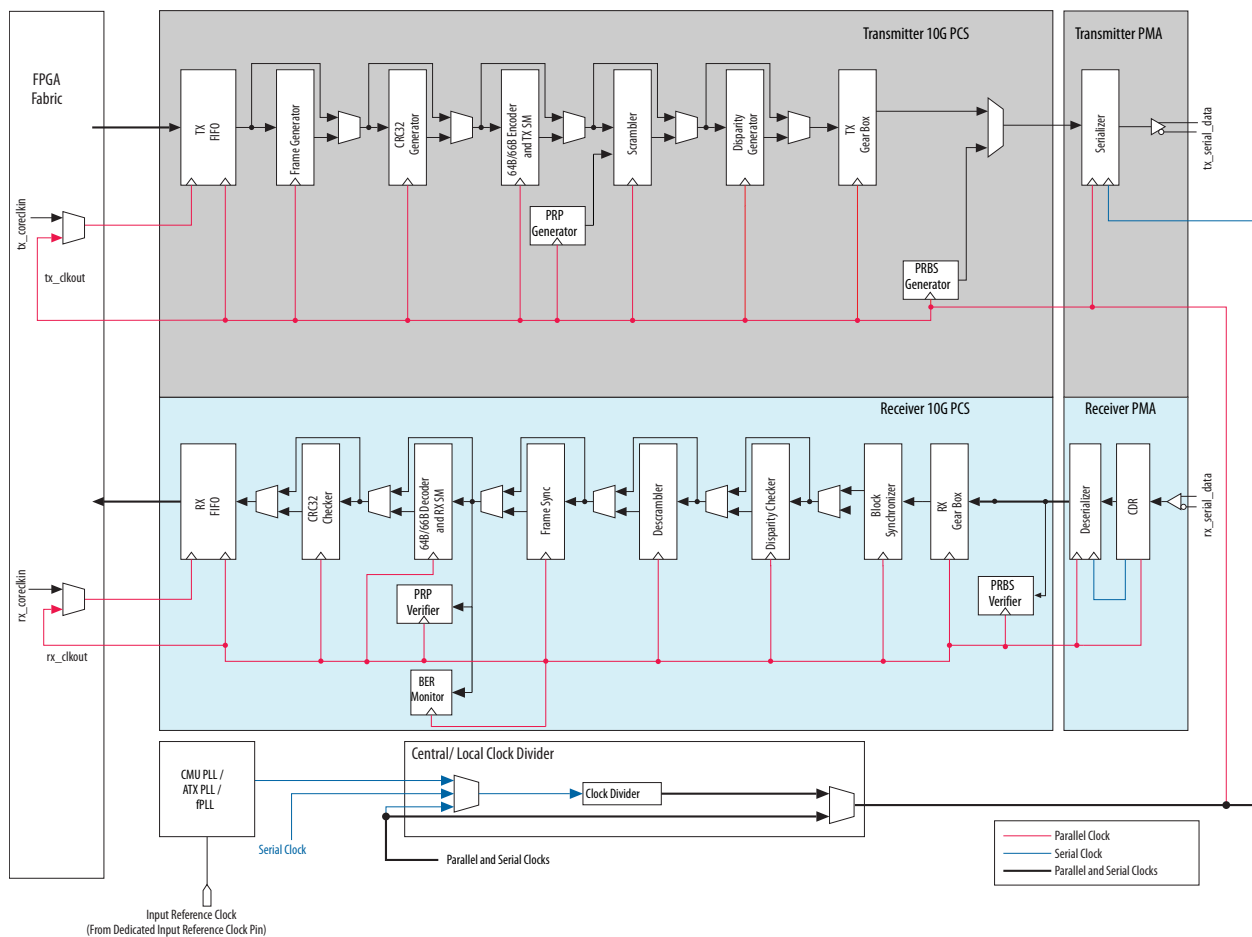 Transmitter 10G PCS
Transmitter PMA
FPGA
Fabric
TX
FIFO
Frame Generator
CRC32
Generator
64B/66B Encoder
and TX SM
Scrambler
Disparity
Generator
TX
Gear Box
Serializer
tx_serial_data
PRP
Generator
PRBS
Generator
tx_coreclkin
tx_clkout
Receiver 10G PCS
Receiver PMA
RX
FIFO
CRC32
Checker
64B/66B Decoder
and RX SM
Frame Sync
Descrambler
Disparity Checker
Block
Synchronizer
RX
Gear Box
Deserializer
CDR
rx_serial_data
PRP
Verifier
PRBS
Verifier
rx_coreclkin
rx_clkout
BER
Monitor
CMU PLL /
ATX PLL /
fPLL
Central/ Local Clock Divider
Clock Divider
Serial Clock
Parallel and Serial Clocks
Parallel Clock
Serial Clock
Parallel and Serial Clocks
Input Reference Clock
(From Dedicated Input Reference Clock Pin)